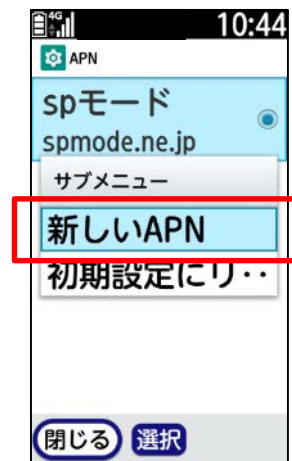 4G 10:44
APN
spモード
spmode.ne.jp
サブメニュー
新しいAPN
初期設定にリ・・
閉じる 選択